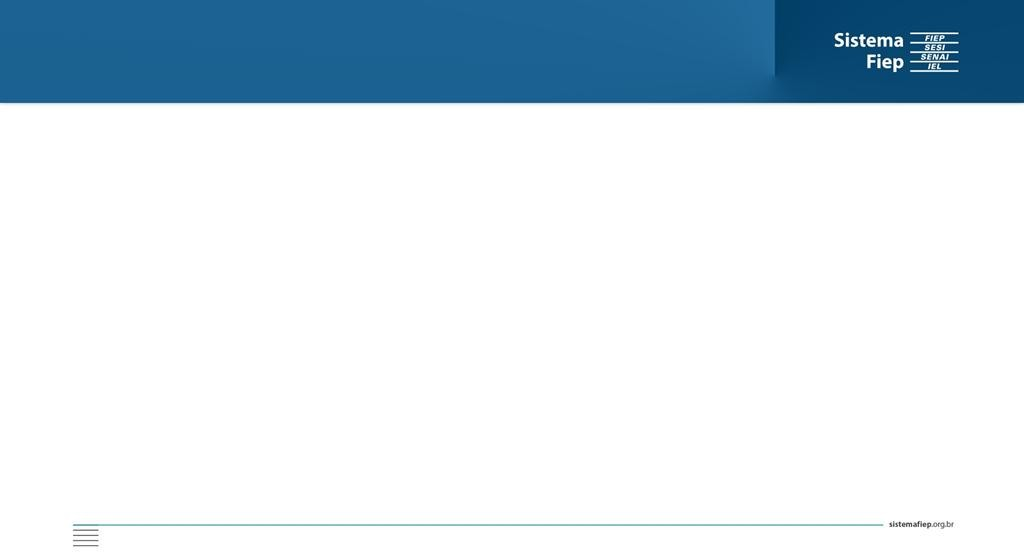 Sistema
Fiep
FIEP
SESI
SENAI
IEL
sistemafiep.org.br